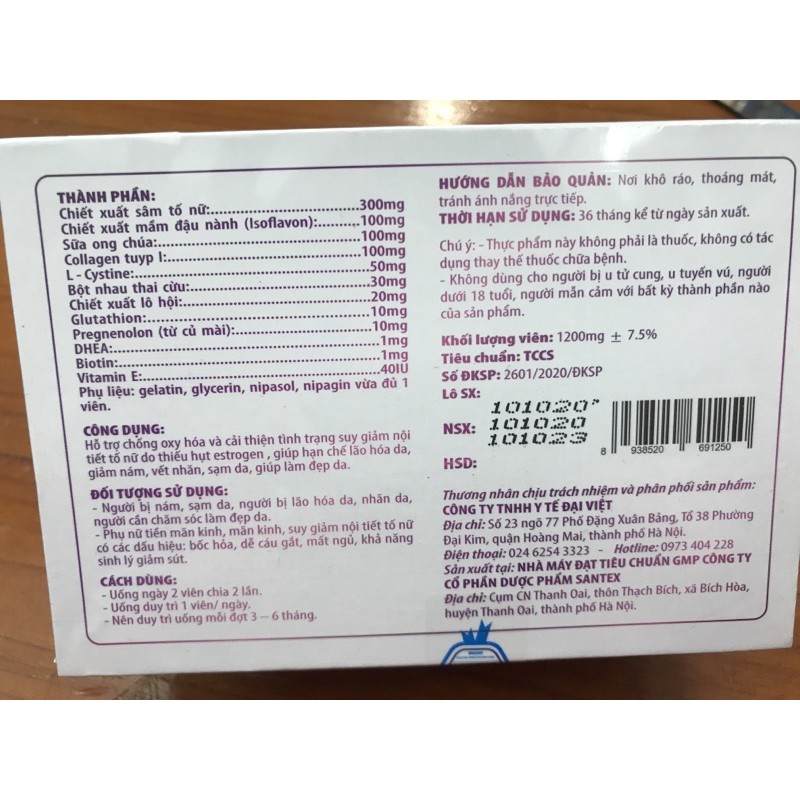 THÀNH PHẦN:
Chiết xuất sâm tố nữ:..................................300mg
Chiết xuất mầm đậu nành (Isoflavon):..........100mg
Sữa ong chúa:..............................................100mg
Collagen tuyp I:............................................100mg
L - Cystine:....................................................50mg
Bột nhau thai cừu:.........................................30mg
Chiết xuất lô hội:...........................................20mg
Glutathion:....................................................10mg
Pregnenolon (từ củ mài):................................10mg
DHEA:.............................................................1mg
Biotin:............................................................1mg
Vitamin E:......................................................40IU
Phụ liệu: gelatin, glycerin, nipasol, nipagin vừa đủ 1
viên.
CÔNG DỤNG:
Hỗ trợ chống oxy hóa và cải thiện tình trạng suy giảm nội
tiết tố nữ do thiếu hụt estrogen , giúp hạn chế lão hóa da,
giảm nám, vết nhăn, sạm da, giúp làm đẹp da.
ĐỐI TƯỢNG SỬ DỤNG:
- Người bị nám, sạm da, người bị lão hóa da, nhăn da,
người cần chăm sóc làm đẹp da.
- Phụ nữ tiền mãn kinh, mãn kinh, suy giảm nội tiết tố nữ
có các dấu hiệu: bốc hỏa, dễ cáu gắt, mất ngủ, khả năng
sinh lý giảm sút.
CÁCH DÙNG:
- Uống ngày 2 viên chia 2 lần.
- Uống duy trì 1 viên/ ngày.
- Nên duy trì uống mỗi đợt 3 – 6 tháng.
HƯỚNG DẪN BẢO QUẢN: Nơi khô ráo, thoáng mát,
tránh ánh nắng trực tiếp.
THỜI HẠN SỬ DỤNG: 36 tháng kể từ ngày sản xuất.
Chú ý: - Thực phẩm này không phải là thuốc, không có tác
dụng thay thế thuốc chữa bệnh.
- Không dùng cho người bị u tử cung, u tuyến vú, người
dưới 18 tuổi, người mẫn cảm với bất kỳ thành phần nào
của sản phẩm.
Khối lượng viên: 1200mg ± 7.5%
Tiêu chuẩn: TCCS
Số ĐKSP: 2601/2020/ĐKSP
Lô SX: 101020
NSX: 101020
101023
HSD:
8 938520 691250
Thương nhân chịu trách nhiệm và phân phối sản phẩm:
CÔNG TY TNHH Y TẾ ĐẠI VIỆT
Địa chỉ: Số 23 ngõ 77 Phố Đặng Xuân Bảng, Tổ 38 Phường
Đại Kim, quận Hoàng Mai, thành phố Hà Nội.
Điện thoại: 024 6254 3323 - Hotline: 0973 404 228
Sản xuất tại: NHÀ MÁY ĐẠT TIÊU CHUẨN GMP CÔNG TY
CỔ PHẦN DƯỢC PHẨM SANTEX
Địa chỉ: Cụm CN Thanh Oai, thôn Thạch Bích, xã Bích Hòa,
huyện Thanh Oai, thành phố Hà Nội.